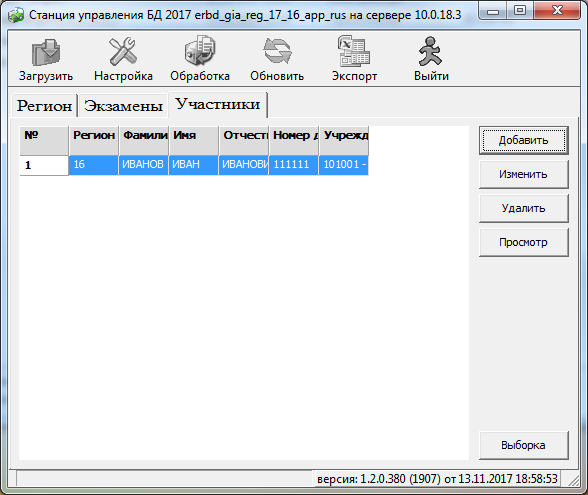 Станция управления БД 2017 erbd_gia_reg_17_16_app_rus на сервере 10.0.18.3
Загрузить Настройка Обработка Обновить Экспорт Выйти
Регион Экзамены Участники
№ Регион Фамили Имя Отчест Номер д Учрежд
1 16 ИВАНОВ ИВАН ИВАНОВИ 111111 101001 -
Добавить
Изменить
Удалить
Просмотр
Выборка
версия: 1.2.0.380 (1907) от 13.11.2017 18:58:53